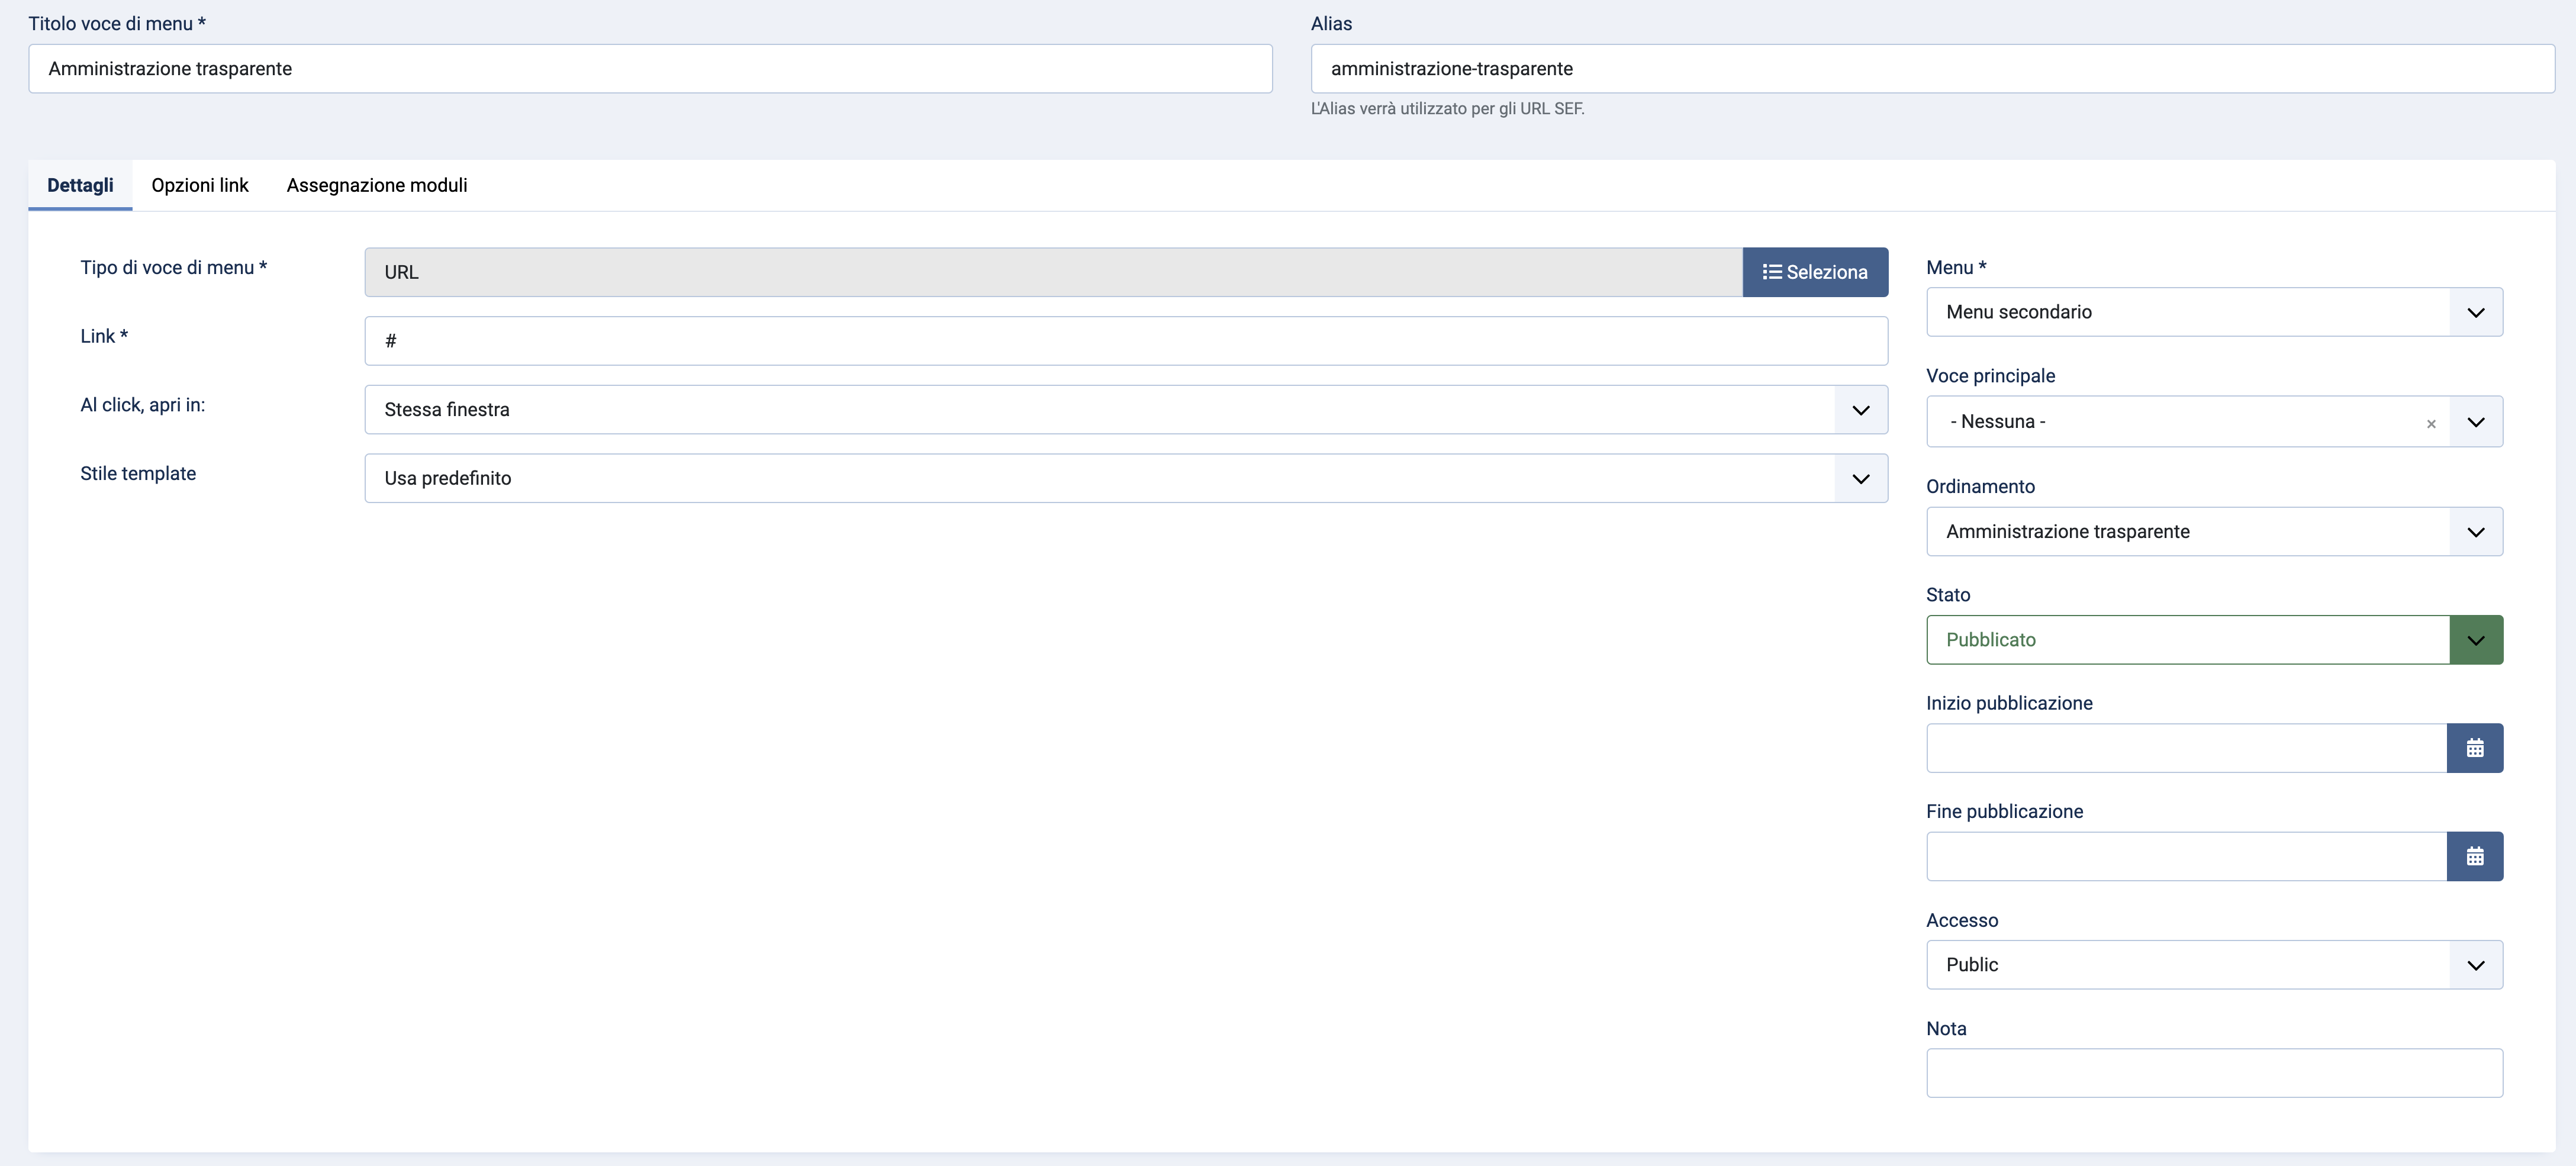 Titolo voce di menu *
Amministrazione trasparente
Alias
amministrazione-trasparente
L'Alias verrà utilizzato per gli URL SEF.
Dettagli
Opzioni link
Assegnazione moduli
Tipo di voce di menu *
URL
Seleziona
Link *
#
Al click, apri in:
Stessa finestra
Stile template
Usa predefinito
Menu *
Menu secondario
Voce principale
- Nessuna -
×
Ordinamento
Amministrazione trasparente
Stato
Pubblicato
Inizio pubblicazione
Fine pubblicazione
Accesso
Public
Nota